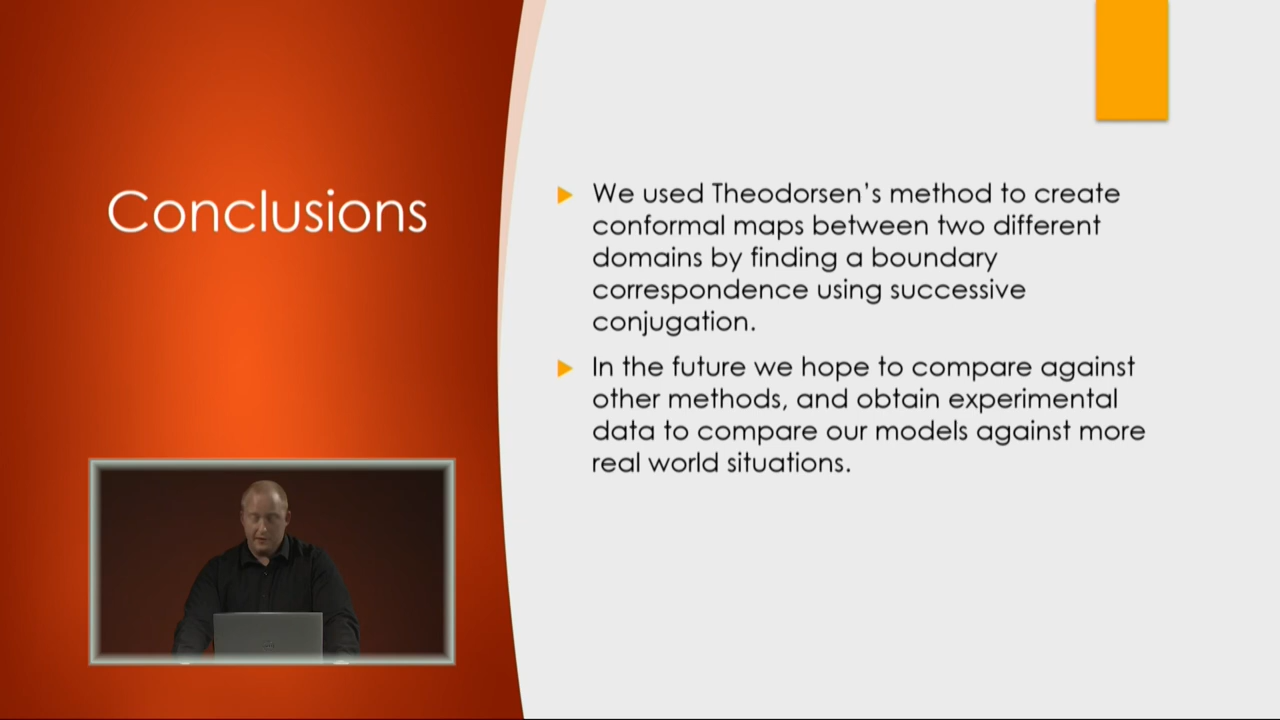 Conclusions
We used Theodorsen's method to create
conformal maps between two different
domains by finding a boundary
correspondence using successive
conjugation.
In the future we hope to compare against
other methods, and obtain experimental
data to compare our models against more
real world situations.